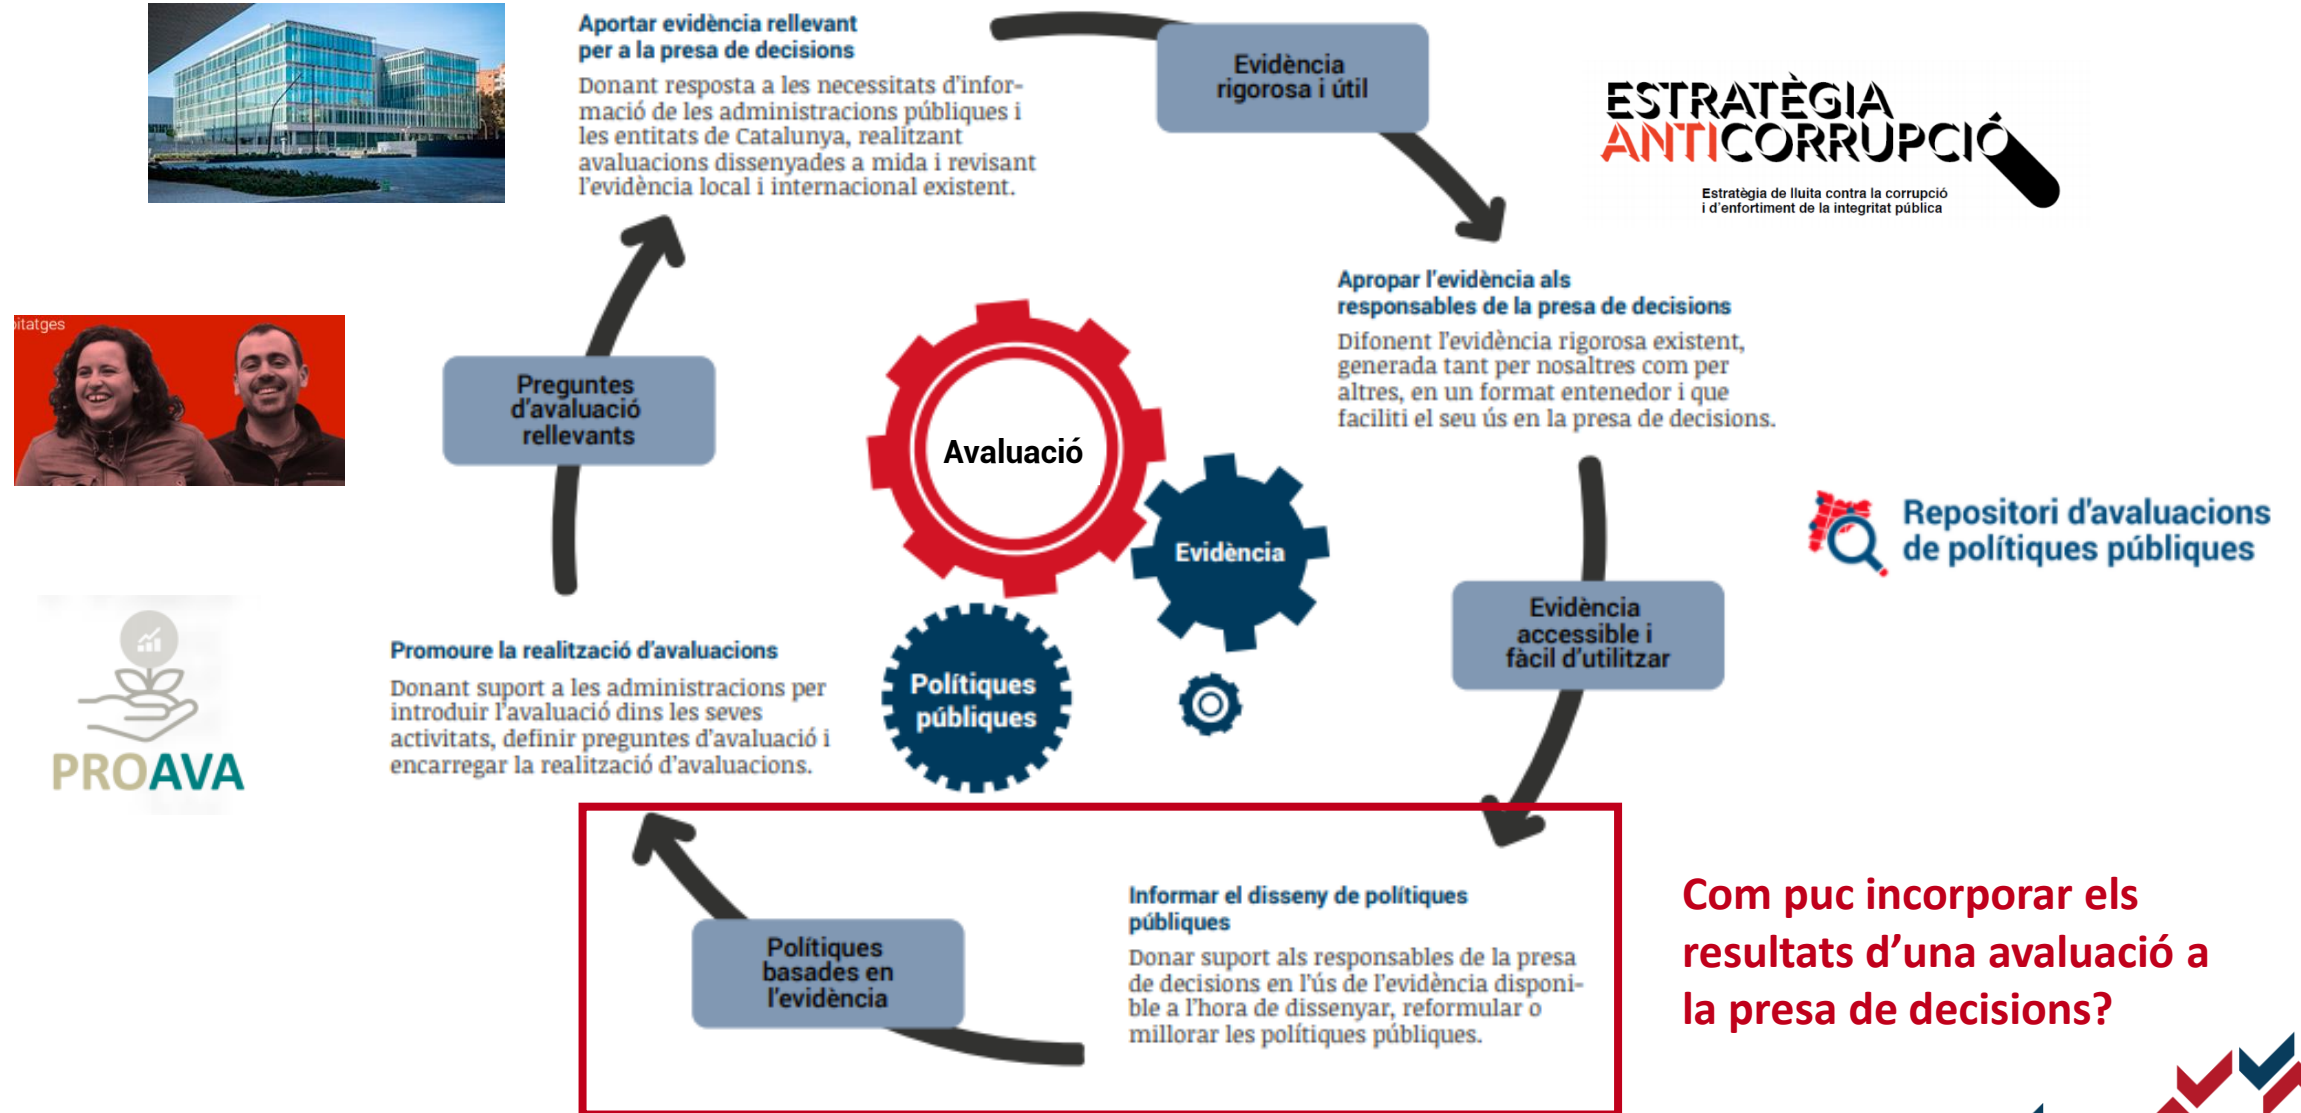 Aportar evidència rellevant
per a la presa de decisions
Donant resposta a les necessitats d'infor-
mació de les administracions públiques i
les entitats de Catalunya, realitzant
avaluacions dissenyades a mida i revisant
l'evidència local i internacional existent.
Evidència
rigorosa i útil
ESTRATÈGIA
ANTICORRUPCIÓ
Estratègia de lluita contra la corrupció
i d'enfortiment de la integritat pública
Apropar l'evidència als
responsables de la presa de decisions
Difonent l'evidència rigorosa existent,
generada tant per nosaltres com per
altres, en un format entenedor i que
faciliti el seu ús en la presa de decisions.
itatges
Preguntes
d'avaluació
rellevants
Avaluació
Evidència
Polítiques
públiques
Repositori d'avaluacions
de polítiques públiques
Evidència
accessible i
fàcil d'utilitzar
PROAVA
Promoure la realització d'avaluacions
Donant suport a les administracions per
introduir l'avaluació dins les seves
activitats, definir preguntes d'avaluació i
encarregar la realització d'avaluacions.
Polítiques
basades en
l'evidència
Informar el disseny de polítiques
públiques
Donar suport als responsables de la presa
de decisions en l'ús de l'evidència disponi-
ble a l'hora de dissenyar, reformular o
millorar les polítiques públiques.
Com puc incorporar els
resultats d'una avaluació a
la presa de decisions?